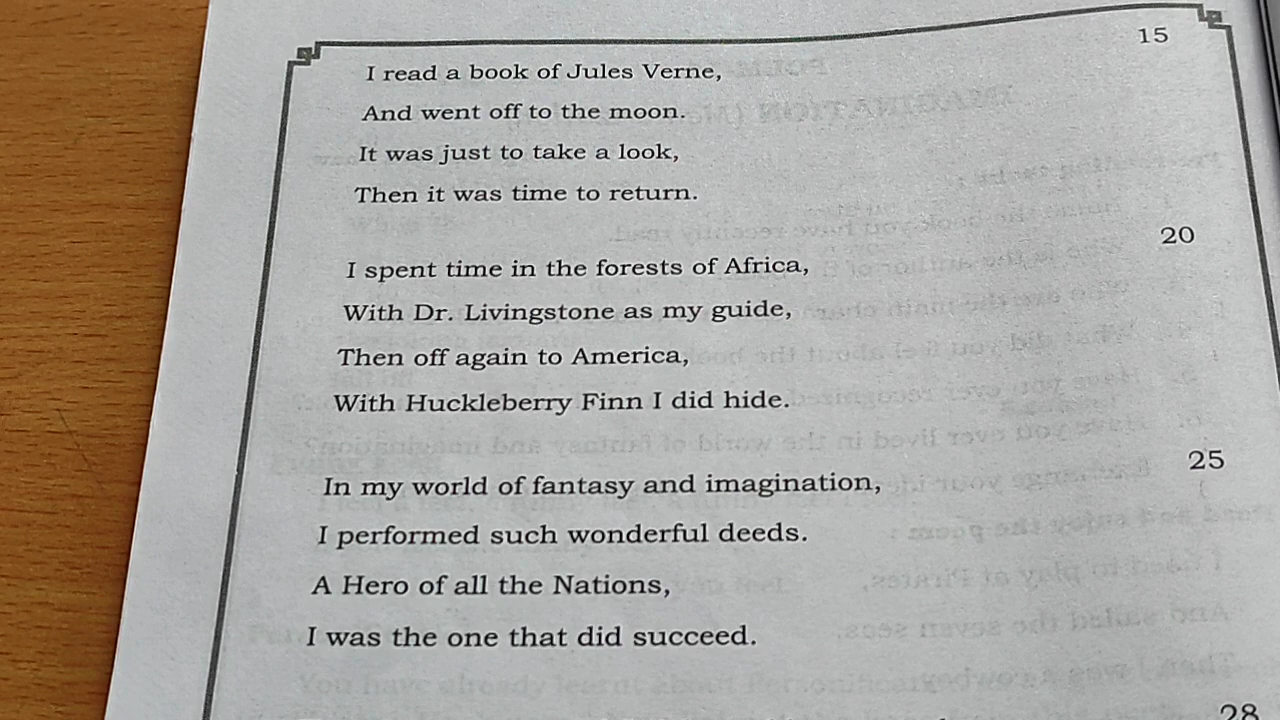 15
I read a book of Jules Verne,
And went off to the moon.
It was just to take a look,
Then it was time to return.
20
I spent time in the forests of Africa,
With Dr. Livingstone as my guide,
Then off again to America,
With Huckleberry Finn I did hide.
25
In my world of fantasy and imagination,
I performed such wonderful deeds.
A Hero of all the Nations,
I was the one that did succeed.
28